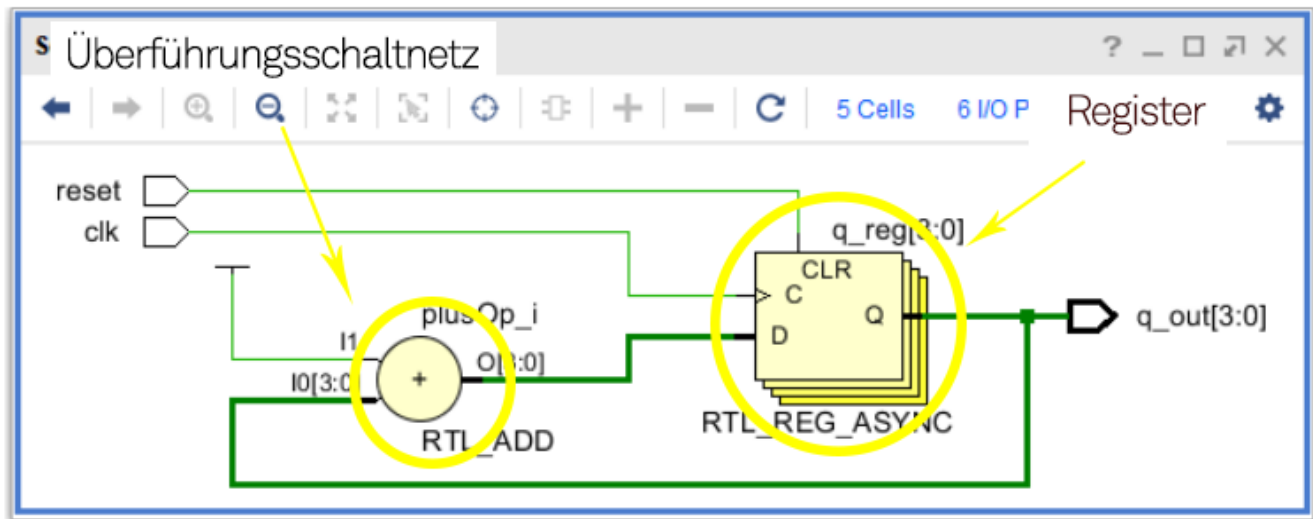 s
Überführungsschaltnetz
?
5 Cells
6 I/O P
Register
reset
clk
q_reg[3:0]
CLR
C
D
Q
q_out[3:0]
plusOp_i
I1
I0[3:0]
O[3:0]
+
RTL_ADD
RTL_REG_ASYNC